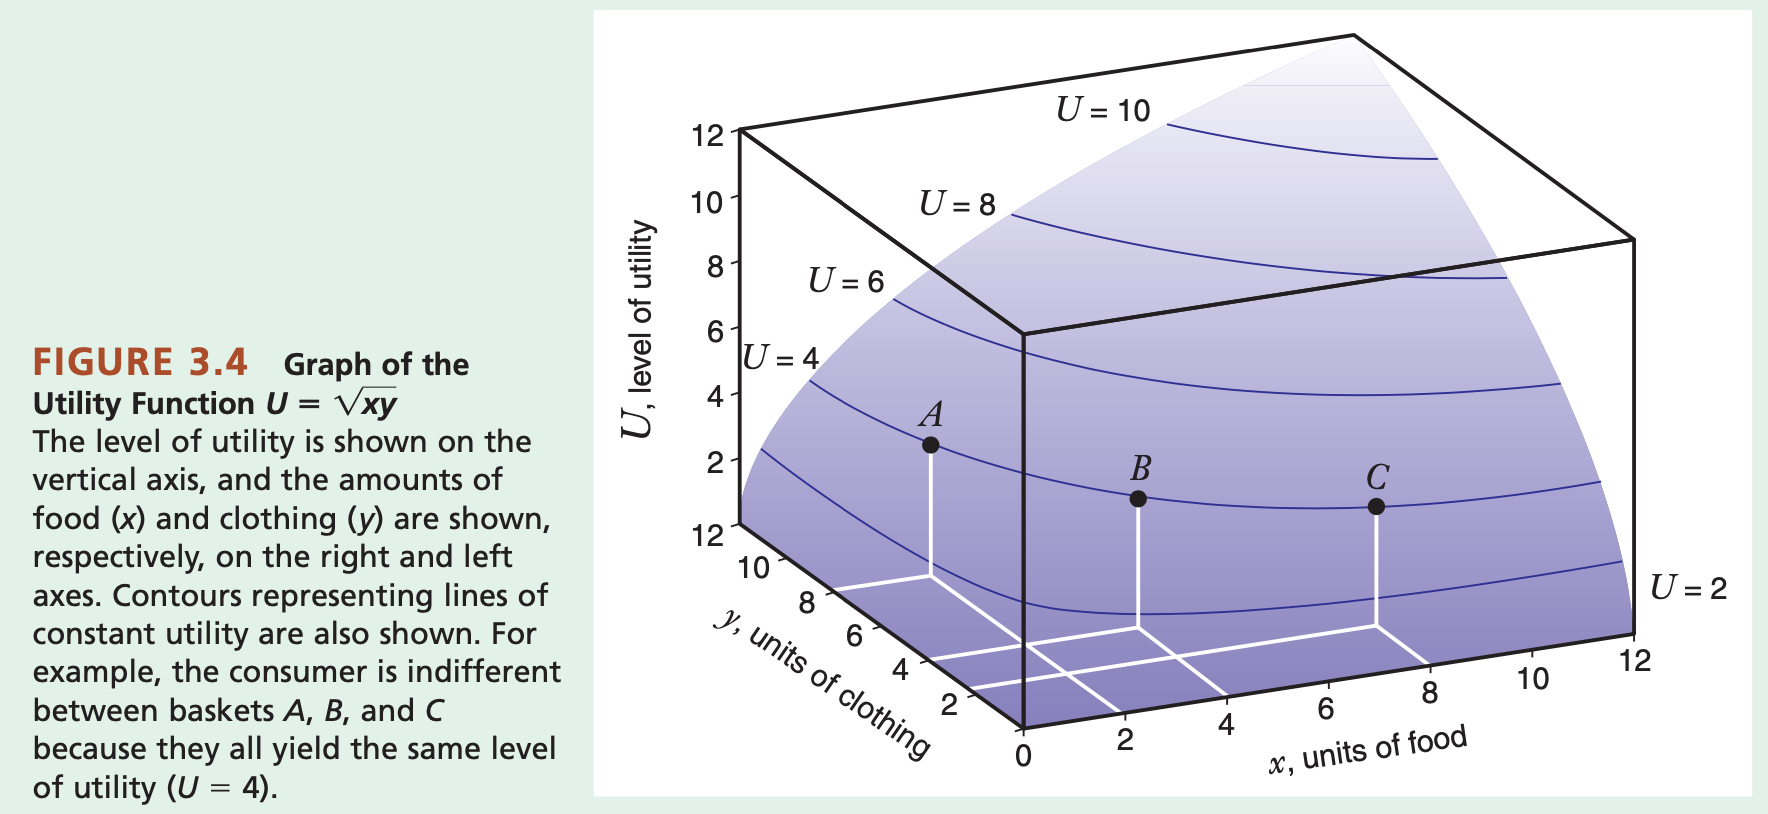 FIGURE 3.4 Graph of the
Utility Function U = √xy
The level of utility is shown on the
vertical axis, and the amounts of
food (x) and clothing (y) are shown,
respectively, on the right and left
axes. Contours representing lines of
constant utility are also shown. For
example, the consumer is indifferent
between baskets A, B, and C
because they all yield the same level
of utility (U = 4).
U, level of utility
12
10
8
6
4
2
U = 10
U = 8
U = 6
U = 4
U = 2
A
B
C
12
10
8
6
4
2
y, units of clothing
0
2
4
6
8
10
12
x, units of food